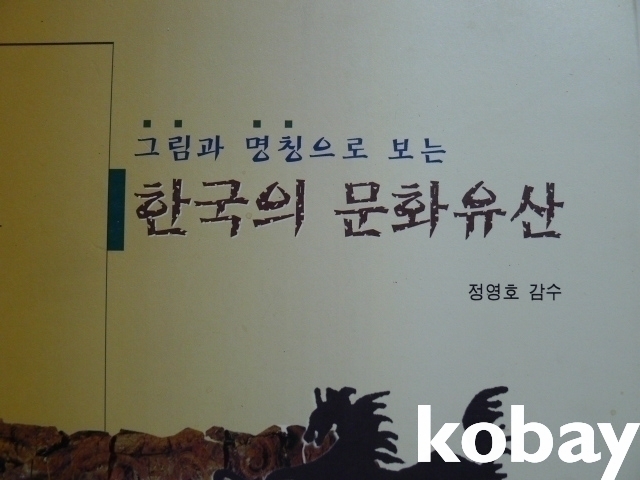 그림과 명칭으로 보는
한국의 문화유산
정영호 감수
kobay